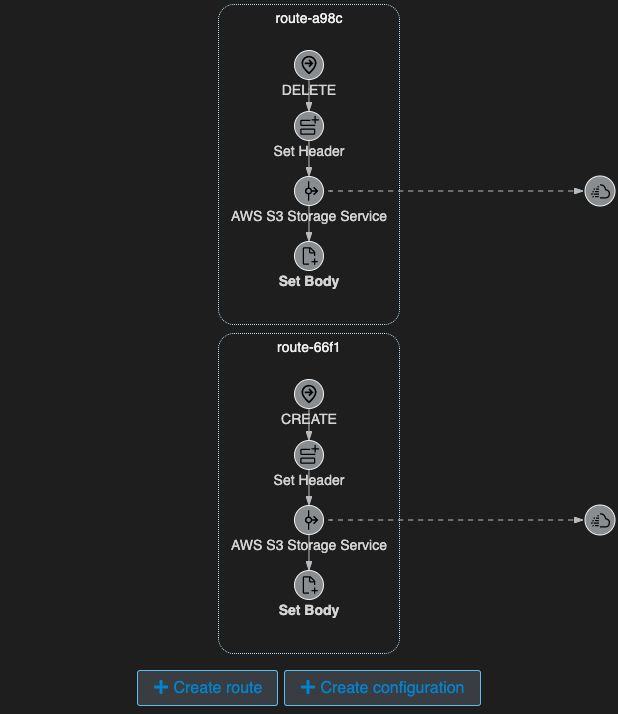 route-a98c
DELETE
Set Header
AWS S3 Storage Service
Set Body
route-66f1
CREATE
Set Header
AWS S3 Storage Service
Set Body
Create route
Create configuration